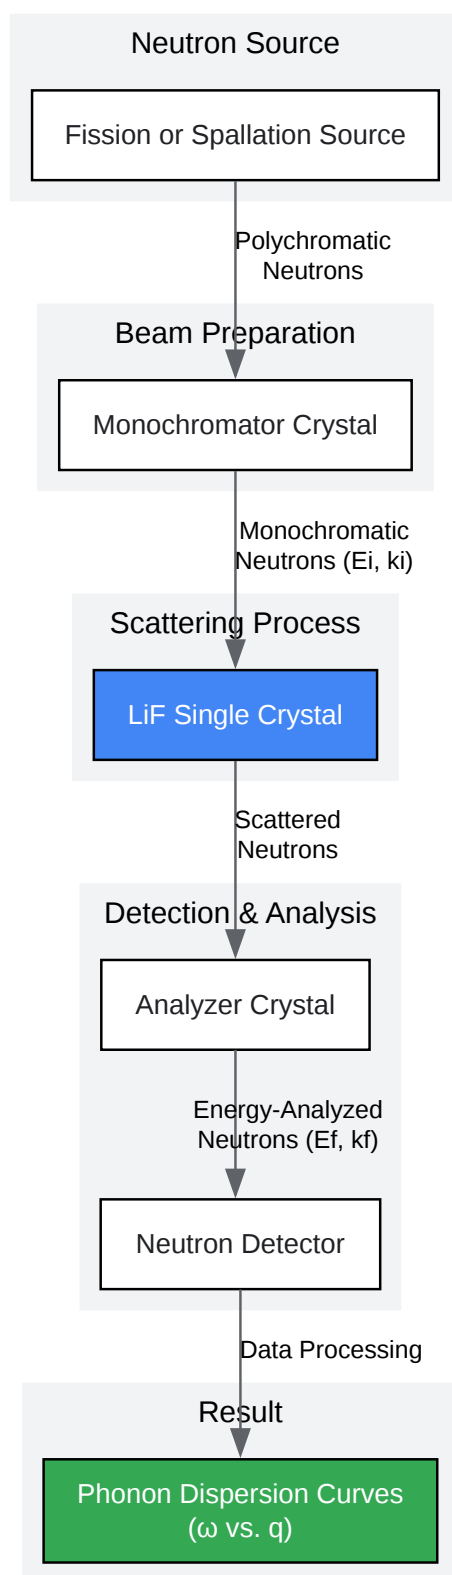 Neutron Source
Fission or Spallation Source
Polychromatic
Neutrons
Beam Preparation
Monochromator Crystal
Monochromatic
Neutrons (Ei, ki)
Scattering Process
LiF Single Crystal
Scattered
Neutrons
Detection & Analysis
Analyzer Crystal
Energy-Analyzed
Neutrons (Ef, kf)
Neutron Detector
Data Processing
Result
Phonon Dispersion Curves
(ω vs. q)